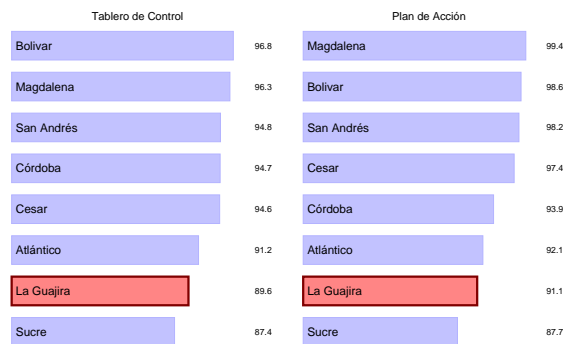 Tablero de Control
Bolivar 96.8
Magdalena 96.3
San Andrés 94.8
Córdoba 94.7
Cesar 94.6
Atlántico 91.2
La Guajira 89.6
Sucre 87.4
Plan de Acción
Magdalena 99.4
Bolivar 98.6
San Andrés 98.2
Cesar 97.4
Córdoba 93.9
Atlántico 92.1
La Guajira 91.1
Sucre 87.7